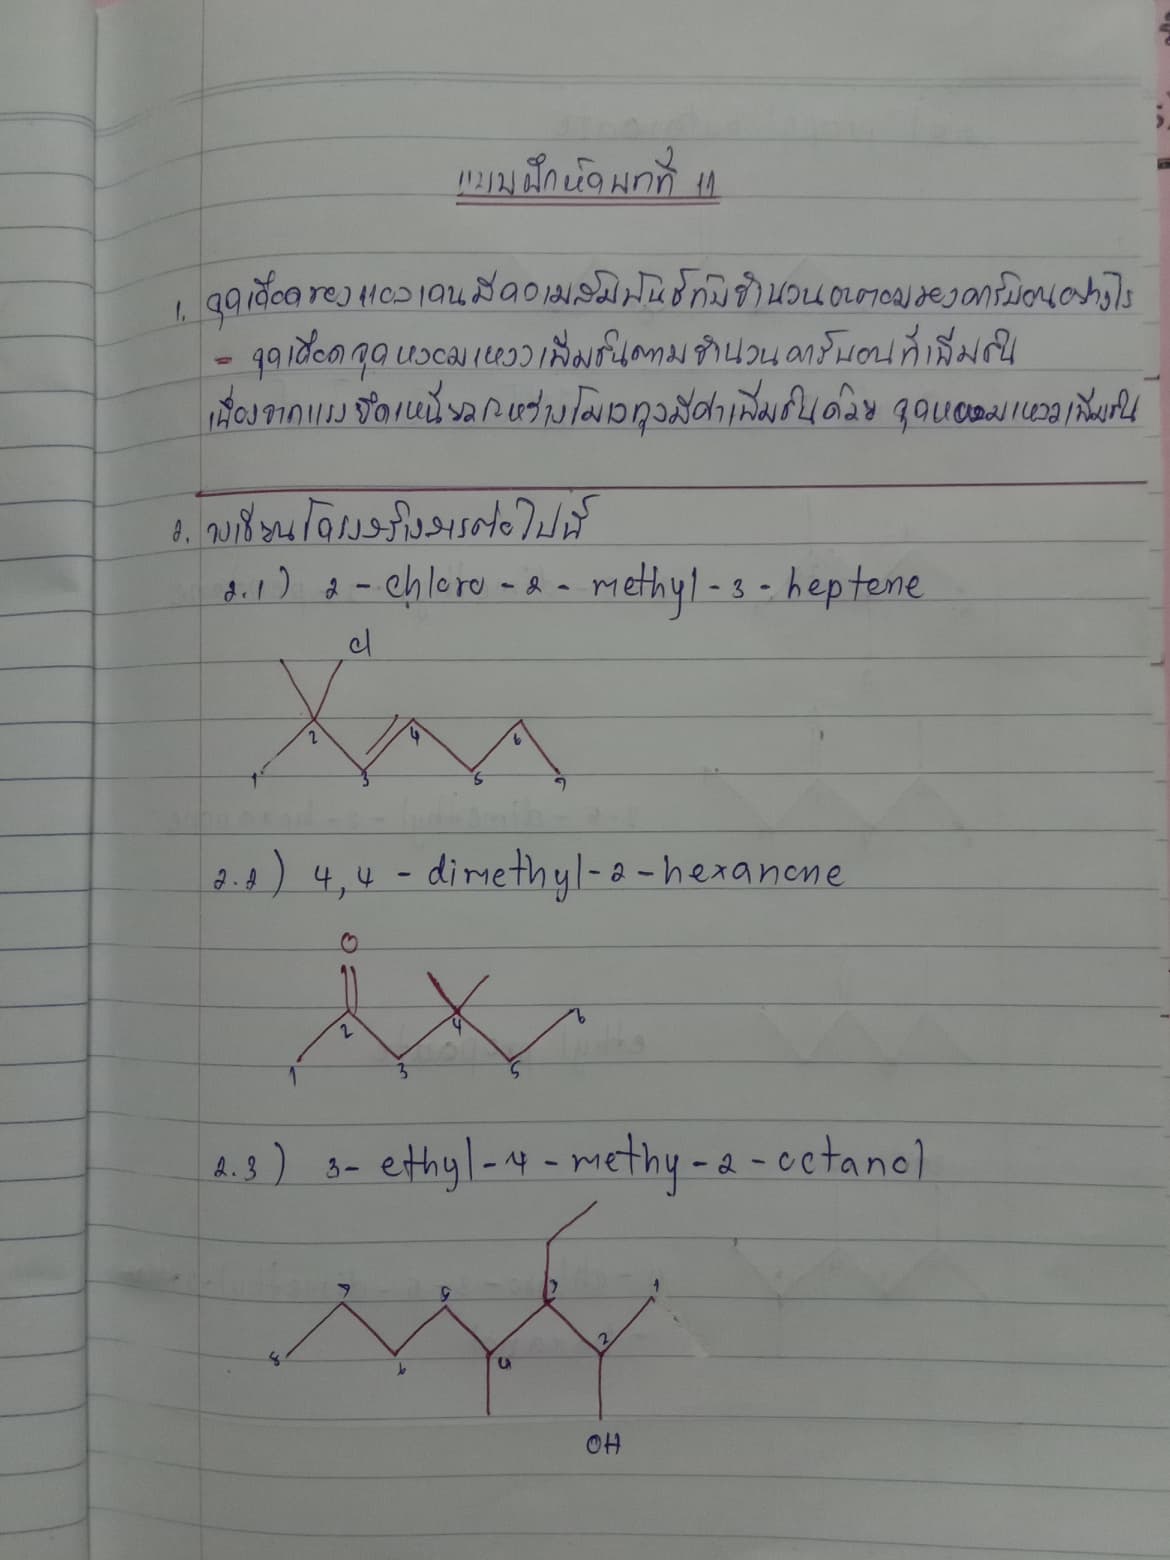 แบบฝึกหัดบทที่ 11
1. จุดเดือดของแอลเคนมีความสัมพันธ์กับจำนวนอะตอมของคาร์บอนอย่างไร
- จุดเดือดจุดหลอมเหลวเพิ่มขึ้นตามจำนวนคาร์บอนที่เพิ่มขึ้น
เนื่องจากแรงยึดเหนี่ยวระหว่างโมเลกุลมีค่าเพิ่มขึ้นด้วย จุดหลอมเหลวเพิ่มขึ้น
2. จงเขียนโครงสร้างสารต่อไปนี้
2.1) 2 - chloro - 2 - methyl - 3 - heptene
cl
2 4 6
1 3 5 7
2.2) 4,4 - dimethyl - 2 - hexanone
O
2 4 6
1 3 5
2.3) 3 - ethyl - 4 - methy - 2 - octanol
7 5 3 1
8 6 4 2
OH